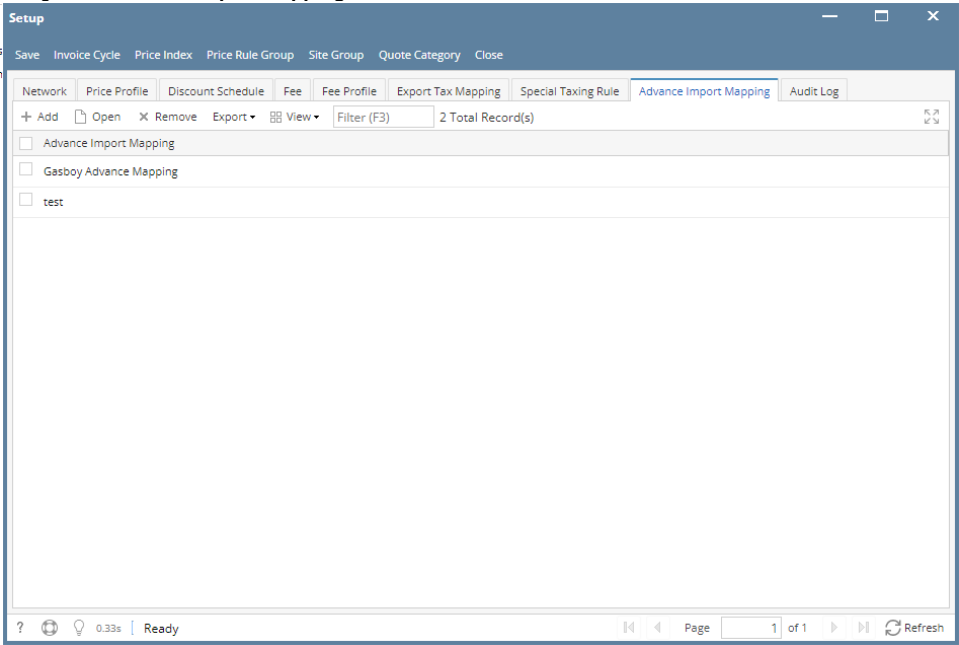 Setup
Save Invoice Cycle Price Index Price Rule Group Site Group Quote Category Close
Network Price Profile Discount Schedule Fee Fee Profile Export Tax Mapping Special Taxing Rule Advance Import Mapping Audit Log
+ Add Open X Remove Export View Filter (F3) 2 Total Record(s)
Advance Import Mapping
Gasboy Advance Mapping
test
? 0.33s Ready Page 1 of 1 Refresh